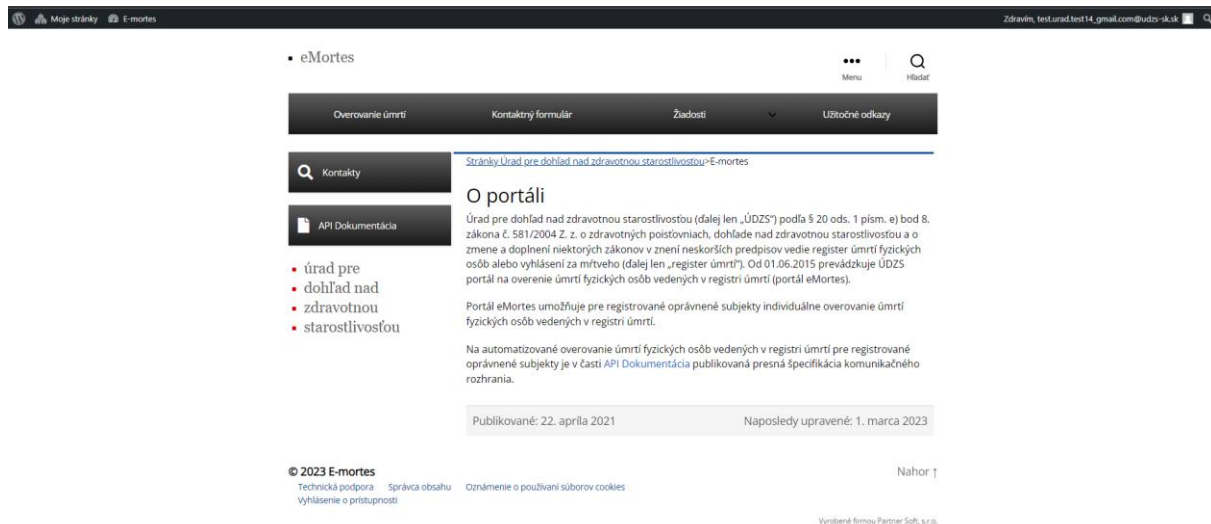 Moje stránky E-mortes
Zdravím, test.urad.test14_gmail.com@udzs-sk.sk
eMortes
Menu
Hľadať
Overovanie úmrtí Kontaktný formulár Žiadosti Užitočné odkazy
Kontakty
API Dokumentácia
úrad pre
dohľad nad
zdravotnou
starostlivosťou
Stránky Úrad pre dohľad nad zdravotnou starostlivosťou>E-mortes
O portáli
Úrad pre dohľad nad zdravotnou starostlivosťou (ďalej len „ÚDZS“) podľa § 20 ods. 1 písm. e) bod 8.
zákona č. 581/2004 Z. z. o zdravotných poisťovniach, dohľade nad zdravotnou starostlivosťou a o
zmene a doplnení niektorých zákonov v znení neskorších predpisov vedie register úmrtí fyzických
osôb alebo vyhlásení za mŕtveho (ďalej len „register úmrtí“). Od 01.06.2015 prevádzkuje ÚDZS
portál na overenie úmrtí fyzických osôb vedených v registri úmrtí (portál eMortes).
Portál eMortes umožňuje pre registrované oprávnené subjekty individuálne overovanie úmrtí
fyzických osôb vedených v registri úmrtí.
Na automatizované overovanie úmrtí fyzických osôb vedených v registri úmrtí pre registrované
oprávnené subjekty je v časti API Dokumentácia publikovaná presná špecifikácia komunikačného
rozhrania.
Publikované: 22. apríla 2021 Naposledy upravené: 1. marca 2023
© 2023 E-mortes
Technická podpora Správca obsahu Oznámenie o používaní súborov cookies
Vyhlásenie o prístupnosti
Nahor ↑
Vyrobené firmou Partner Soft, s.r.o.